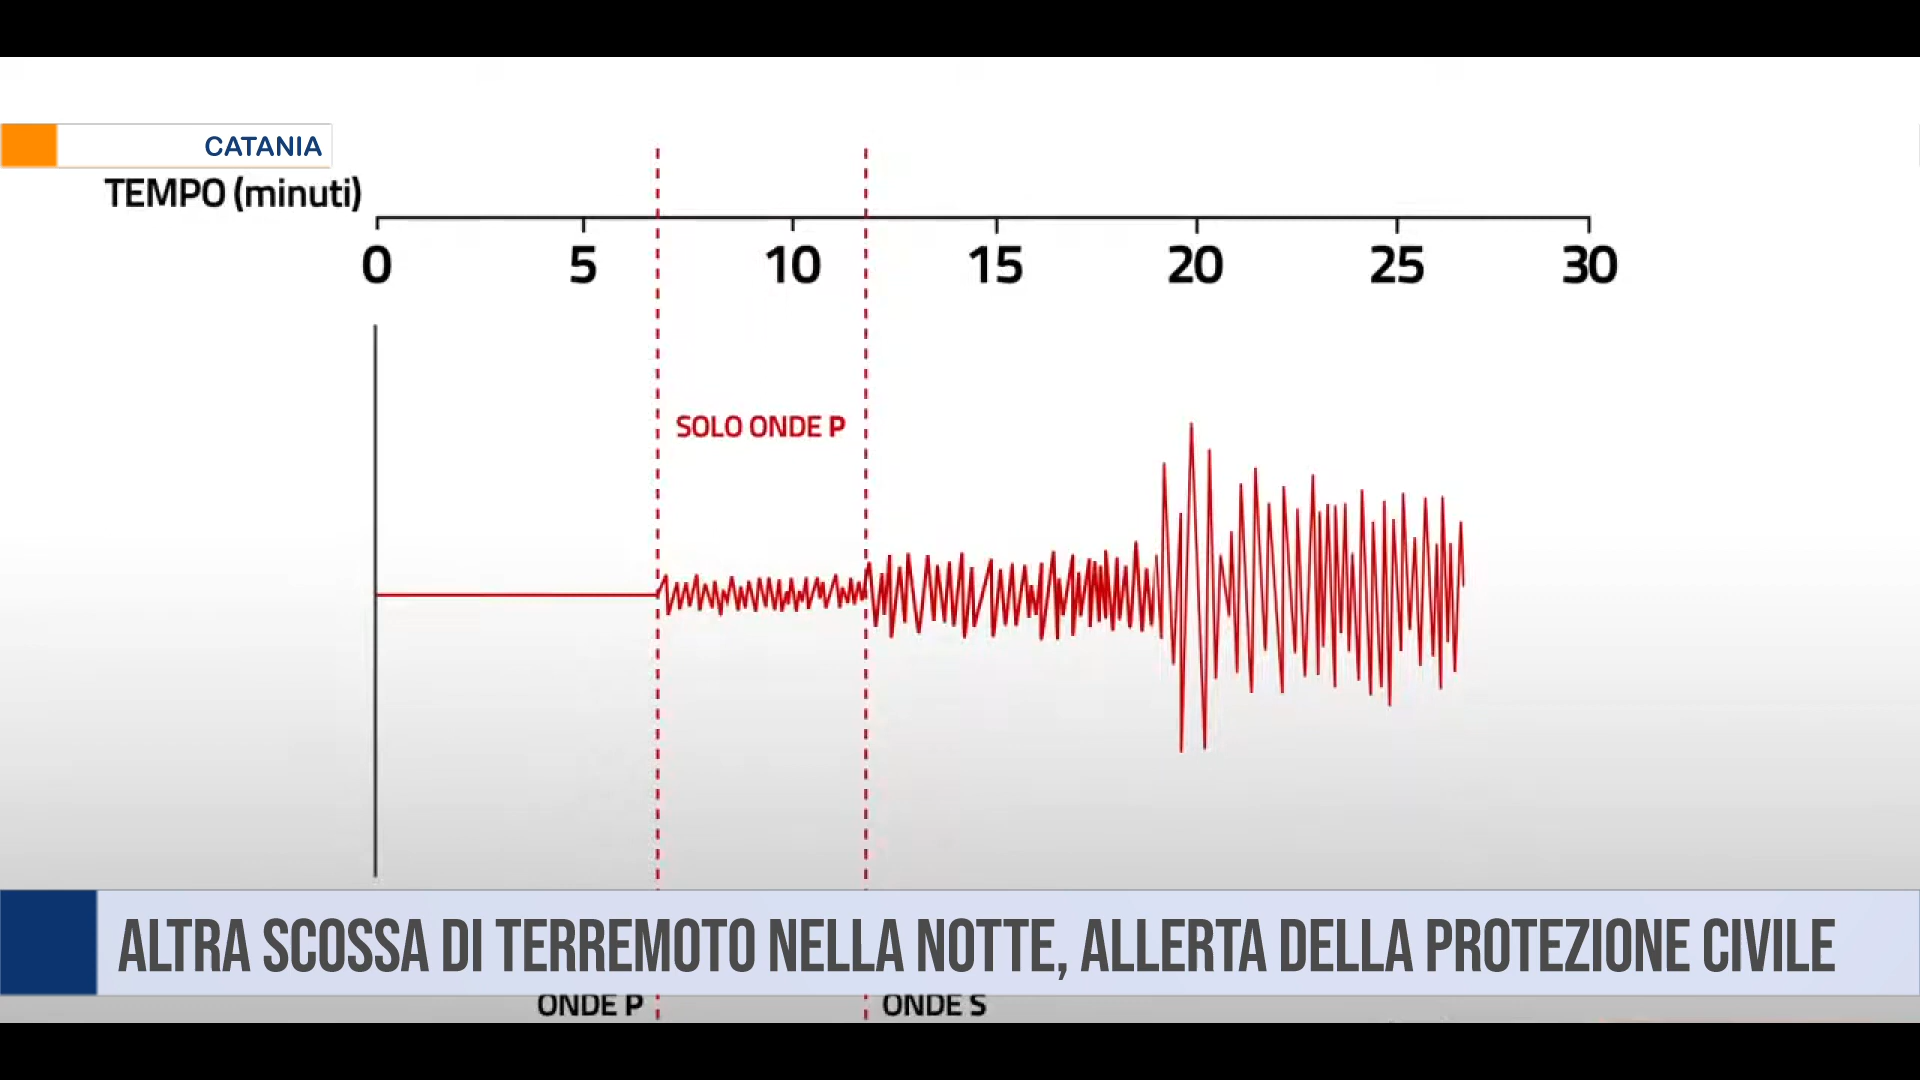 CATANIA
TEMPO (minuti)
0 5 10 15 20 25 30
SOLO ONDE P
ALTRA SCOSSA DI TERREMOTO NELLA NOTTE, ALLERTA DELLA PROTEZIONE CIVILE
ONDE P ONDE S